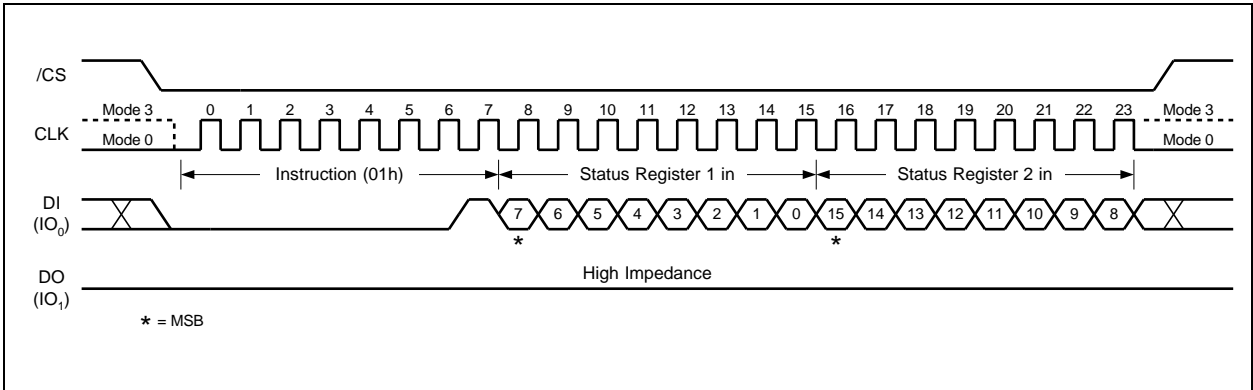 /CS
Mode 3 0 1 2 3 4 5 6 7 8 9 10 11 12 13 14 15 16 17 18 19 20 21 22 23 Mode 3
CLK
Mode 0 Mode 0
Instruction (01h) Status Register 1 in Status Register 2 in
DI
(IO0)
7 6 5 4 3 2 1 0 15 14 13 12 11 10 9 8
* *
High Impedance
DO
(IO1)
* = MSB